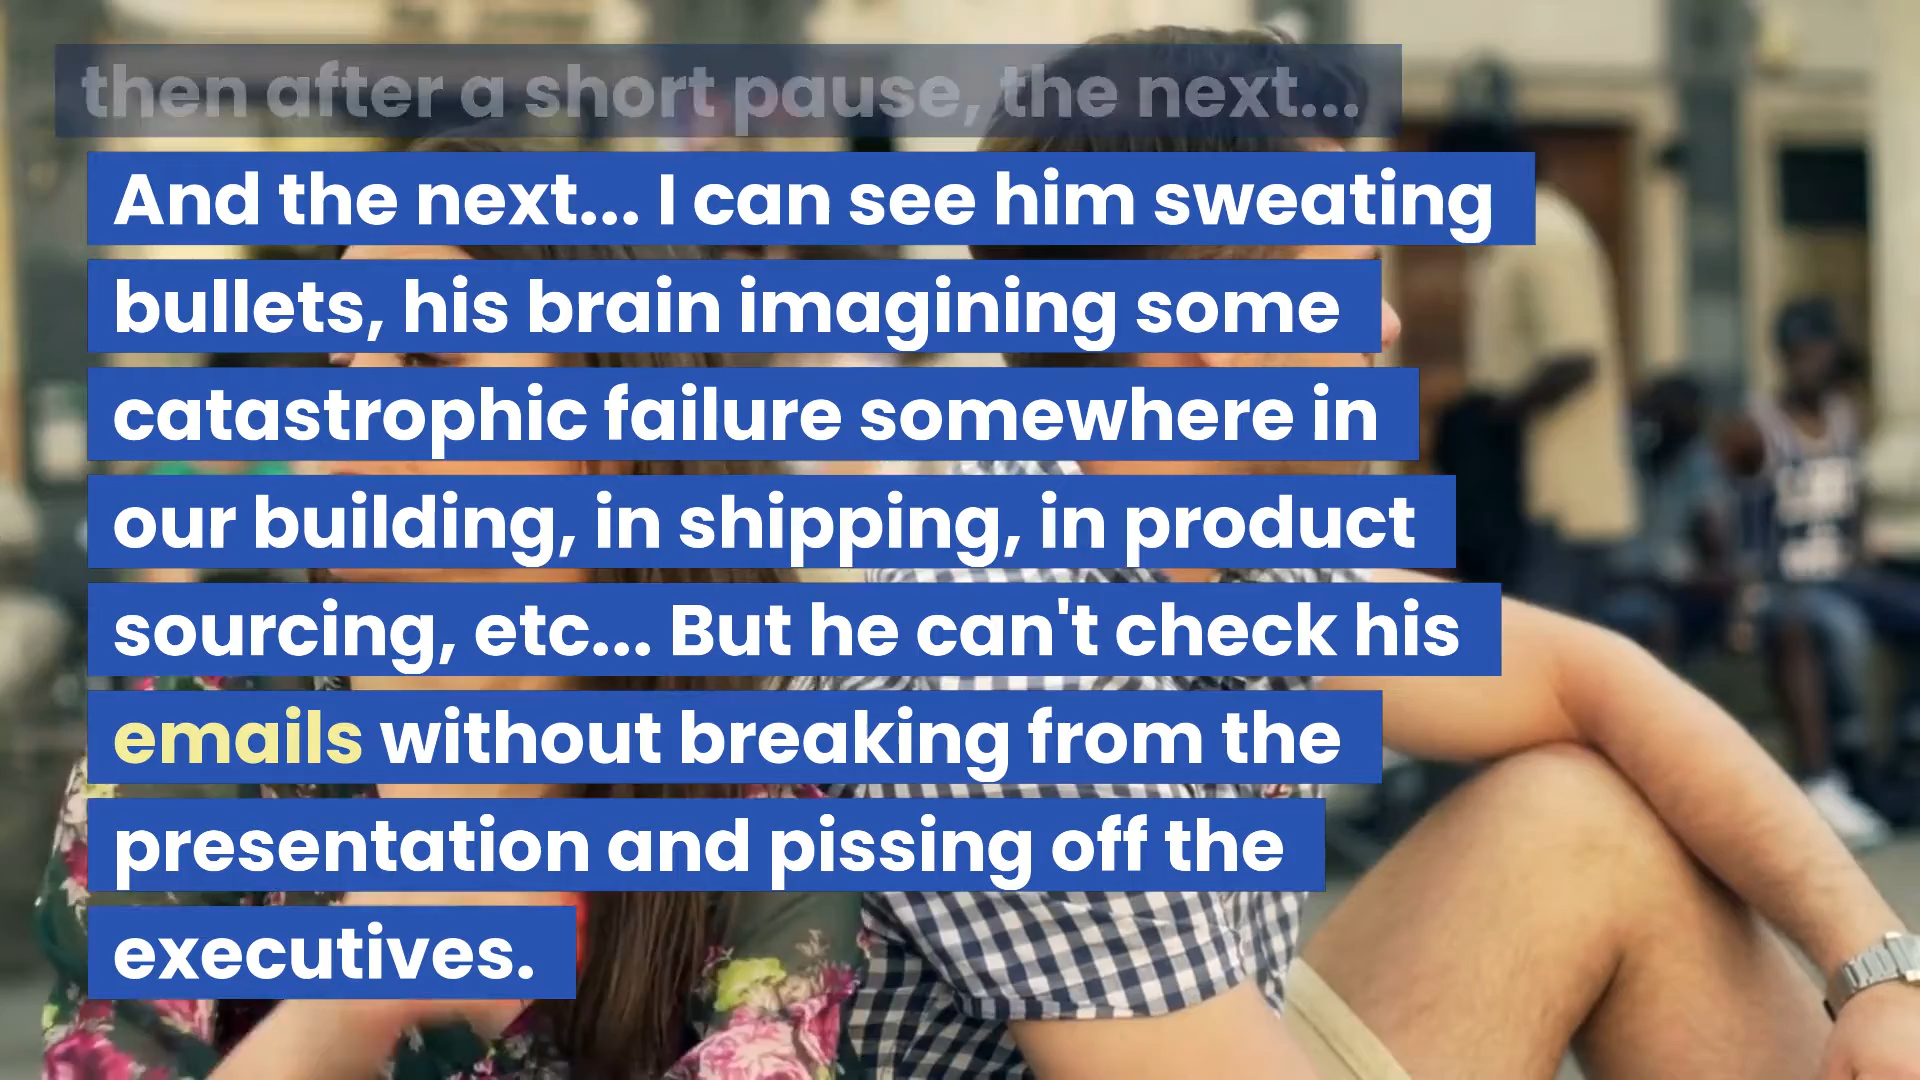 then after a short pause, the next...
And the next... I can see him sweating
bullets, his brain imagining some
catastrophic failure somewhere in
our building, in shipping, in product
sourcing, etc... But he can't check his
emails without breaking from the
presentation and pissing off the
executives.